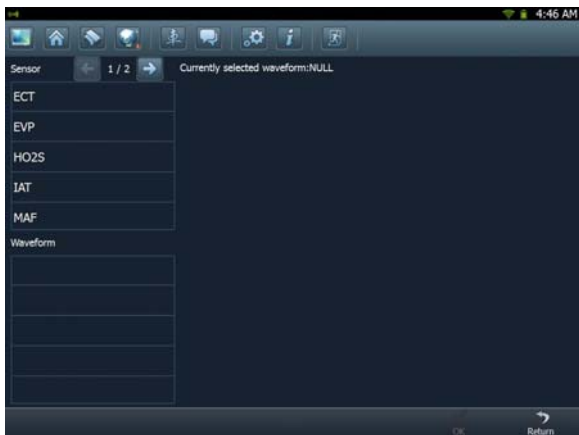 4:46 AM
Sensor 1 / 2 Currently selected waveform:NULL
ECT
EVP
HO2S
IAT
MAF
Waveform
OK Return